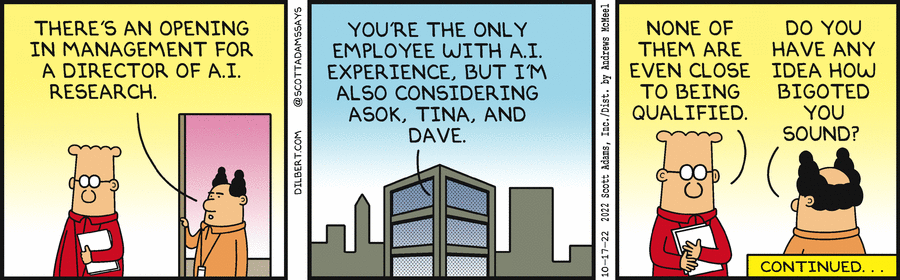 THERE'S AN OPENING
IN MANAGEMENT FOR
A DIRECTOR OF A.I.
RESEARCH.
DILBERT.COM @SCOTTADAMSSAYS
YOU'RE THE ONLY
EMPLOYEE WITH A.I.
EXPERIENCE, BUT I'M
ALSO CONSIDERING
ASOK, TINA, AND
DAVE.
10-17-22 2022 Scott Adams, Inc./Dist. by Andrews McMeel
NONE OF
THEM ARE
EVEN CLOSE
TO BEING
QUALIFIED.
DO YOU
HAVE ANY
IDEA HOW
BIGOTED
YOU
SOUND?
CONTINUED...